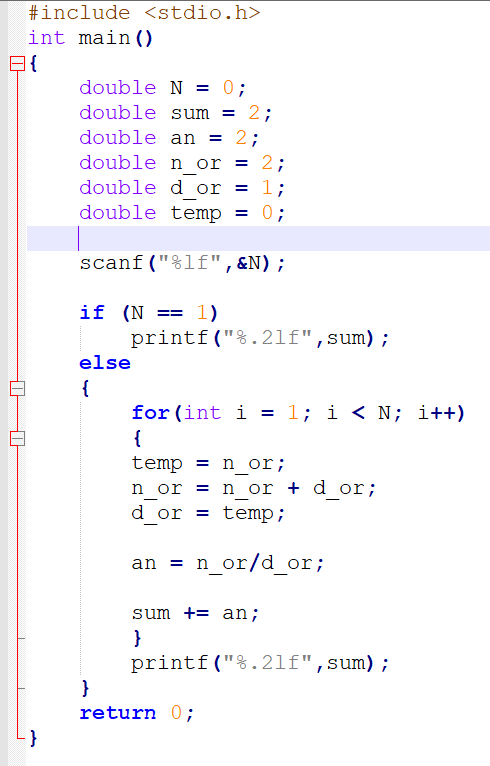 #include <stdio.h>
int main()
{
    double N = 0;
    double sum = 2;
    double an = 2;
    double n_or = 2;
    double d_or = 1;
    double temp = 0;
    scanf("%lf",&N);
    if (N == 1)
        printf("%.2lf",sum);
    else
    {
        for(int i = 1; i < N; i++)
        {
        temp = n_or;
        n_or = n_or + d_or;
        d_or = temp;
        an = n_or/d_or;
        sum += an;
        }
        printf("%.2lf",sum);
    }
    return 0;
}